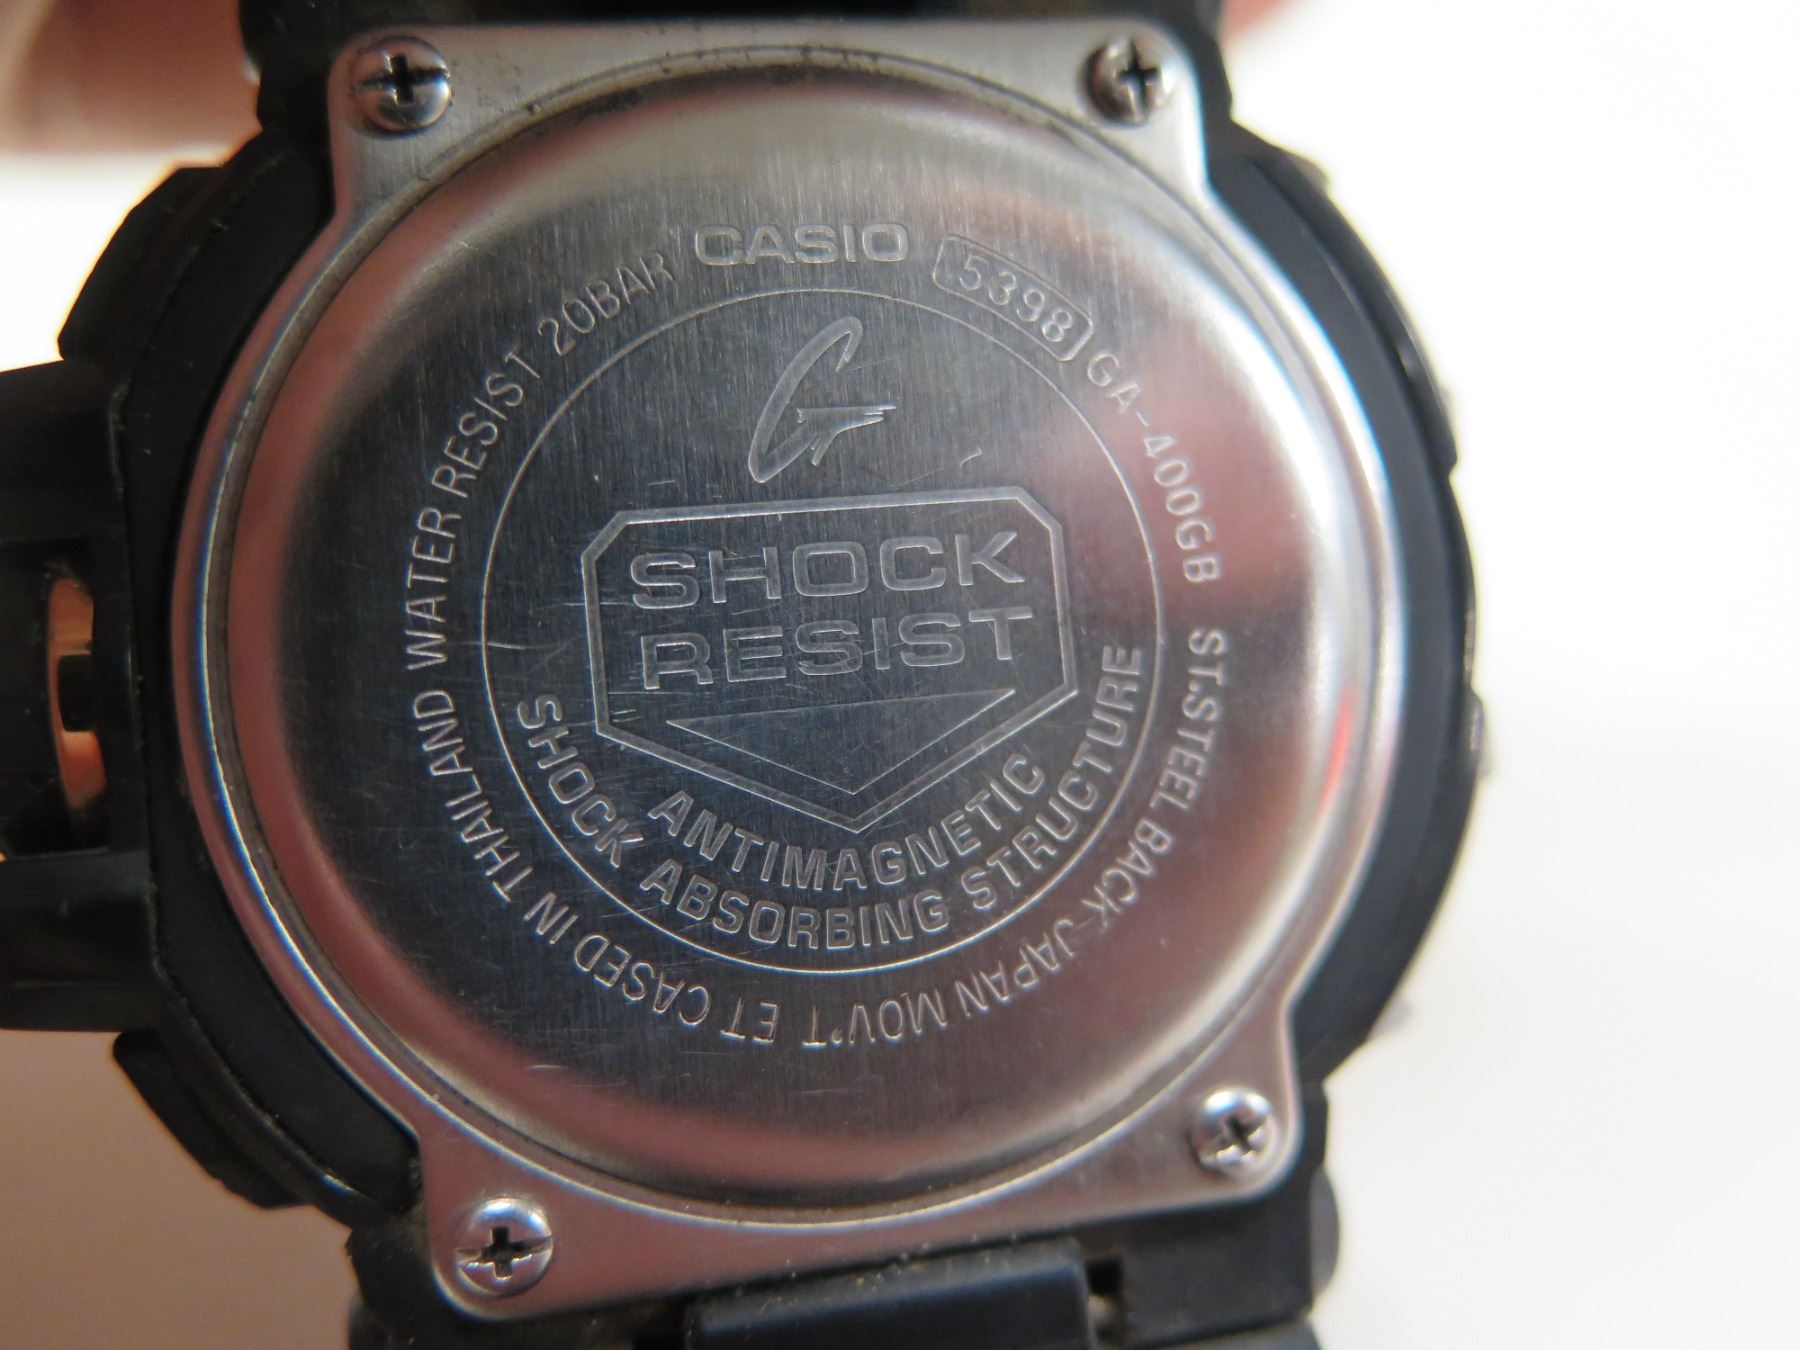 CASIO
5398
GA-400GB
ST.STEEL BACK-JAPAN MOV'T ET CASED IN THAILAND WATER RESIST 20BAR
G
SHOCK
RESIST
ANTIMAGNETIC
SHOCK ABSORBING STRUCTURE